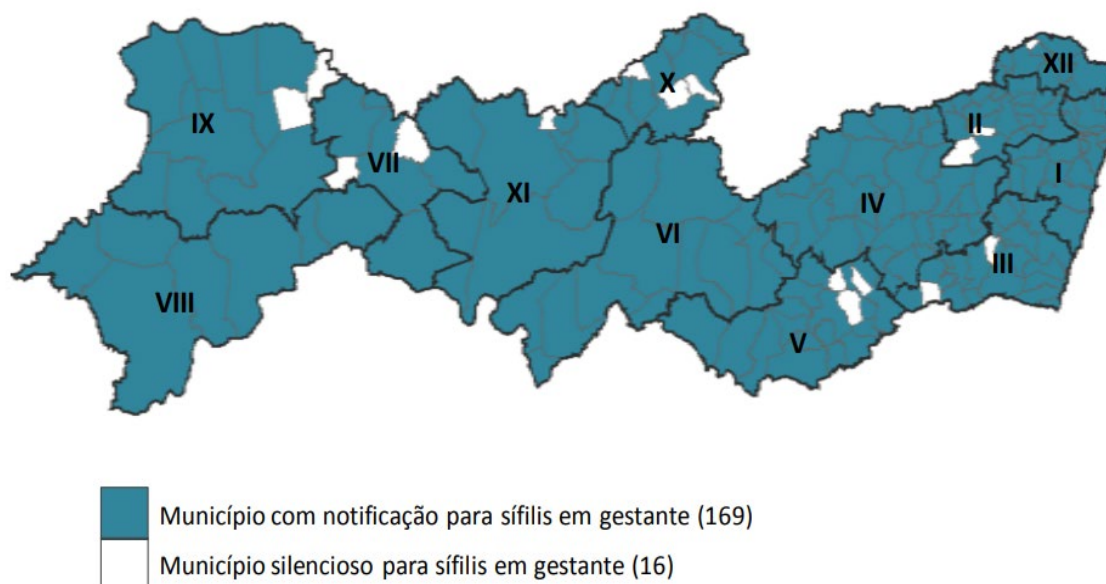 XII
X
II
IX
VII
I
XI
IV
VI
III
VIII
V
Município com notificação para sífilis em gestante (169)
Município silencioso para sífilis em gestante (16)